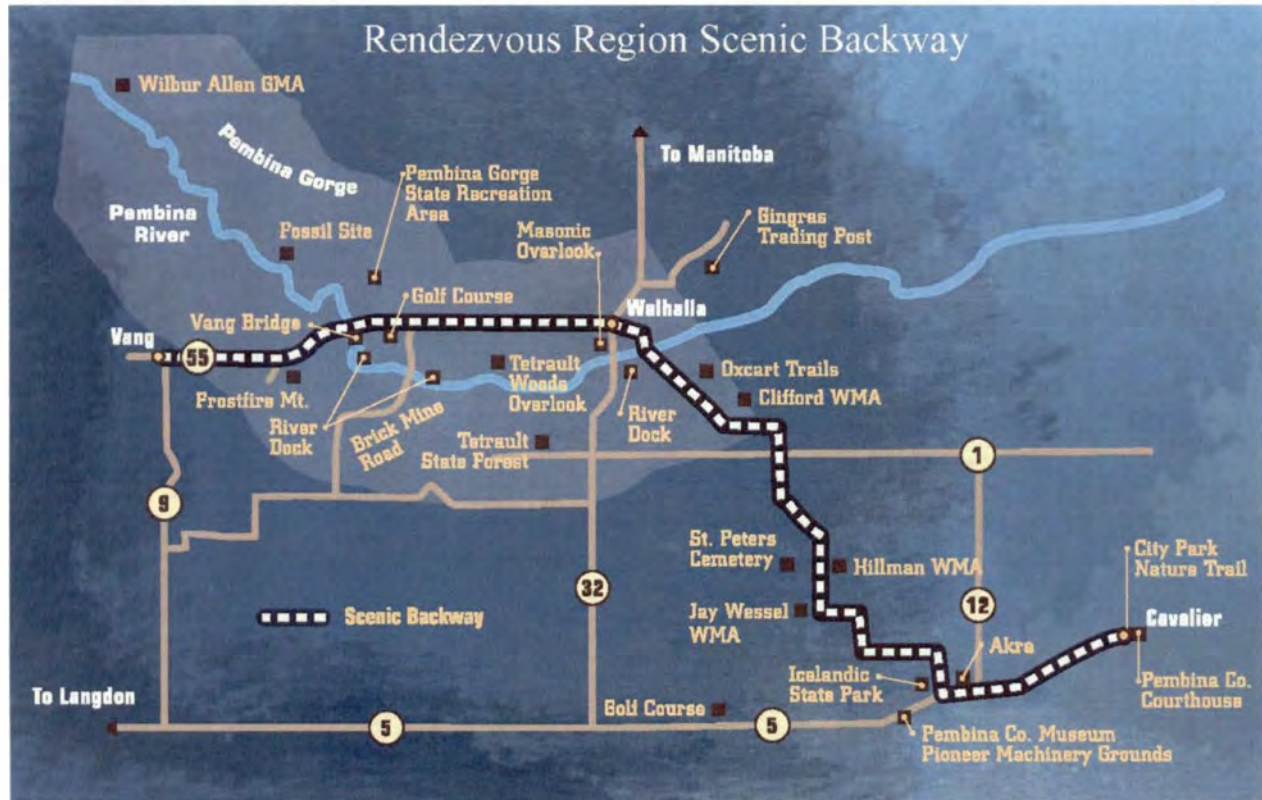 Rendezvous Region Scenic Backway
Wilbur Allen GMA
Pembina Gorge
To Manitoba
Pembina Gorge
State Recreation
Area
Pembina
River
Fossil Site
Masonic
Overlook
Gingras
Trading Post
Golf Course
Walhalla
Vang Bridge
Vang
55
Frostfire Mt.
River
Dock
Brick Mine
Road
Tetrault
Woods
Overlook
River
Dock
Oxcart Trails
Clifford WMA
Tetrault
State Forest
1
9
St. Peters
Cemetery
Hillman WMA
City Park
Nature Trail
32
12
Scenic Backway
Jay Wessel
WMA
Cavalier
Akra
Icelandic
State Park
Pembina Co.
Courthouse
To Langdon
Golf Course
5
5
Pembina Co. Museum
Pioneer Machinery Grounds